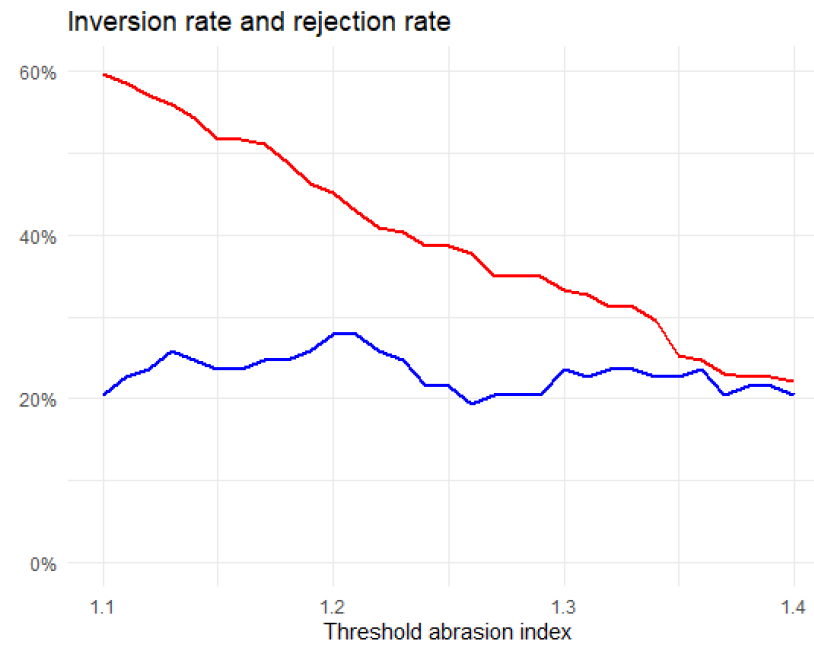 Inversion rate and rejection rate
60%
40%
20%
0%
1.1 1.2 1.3 1.4
Threshold abrasion index